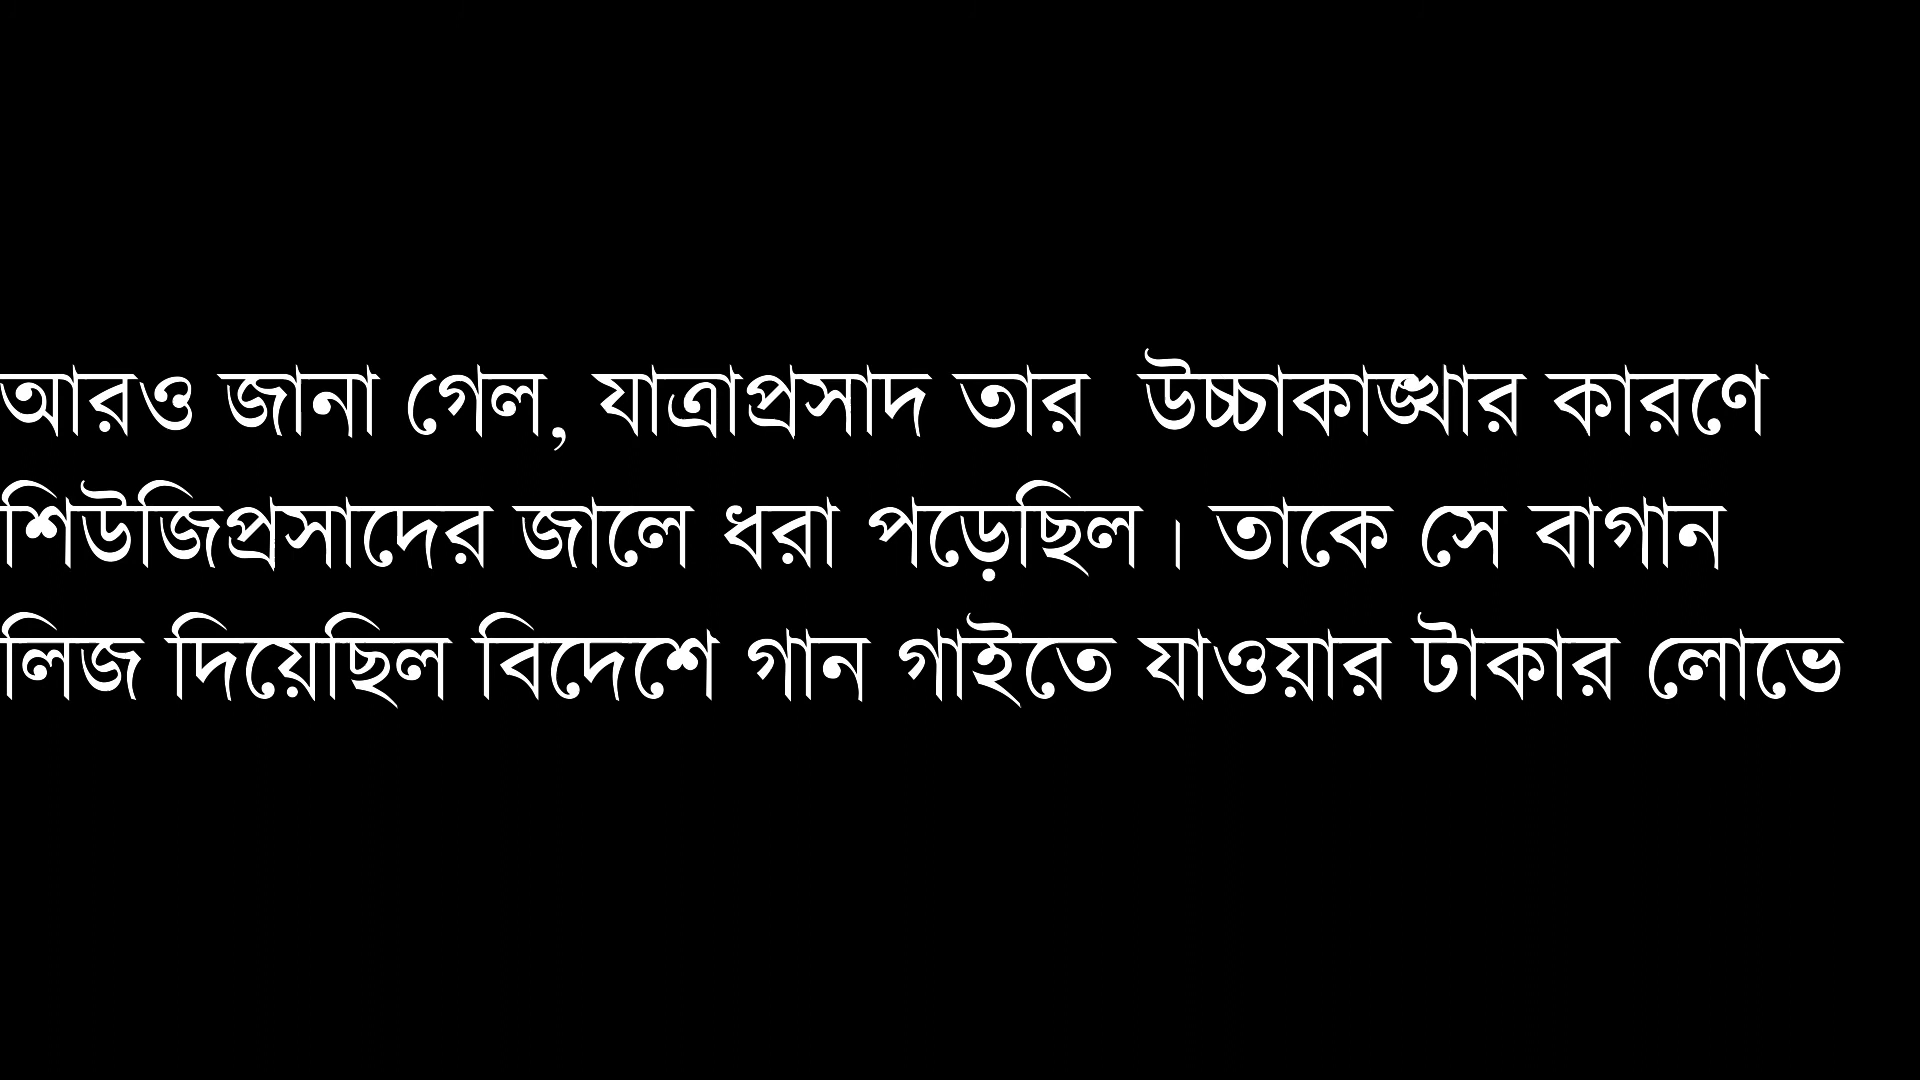 আরও জানা গেল, যাত্রাপ্রসাদ তার  উচ্চাকাঙ্খার কারণে
শিউজিপ্রসাদের জালে ধরা পড়েছিল। তাকে সে বাগান
লিজ দিয়েছিল বিদেশে গান গাইতে যাওয়ার টাকার লোভে